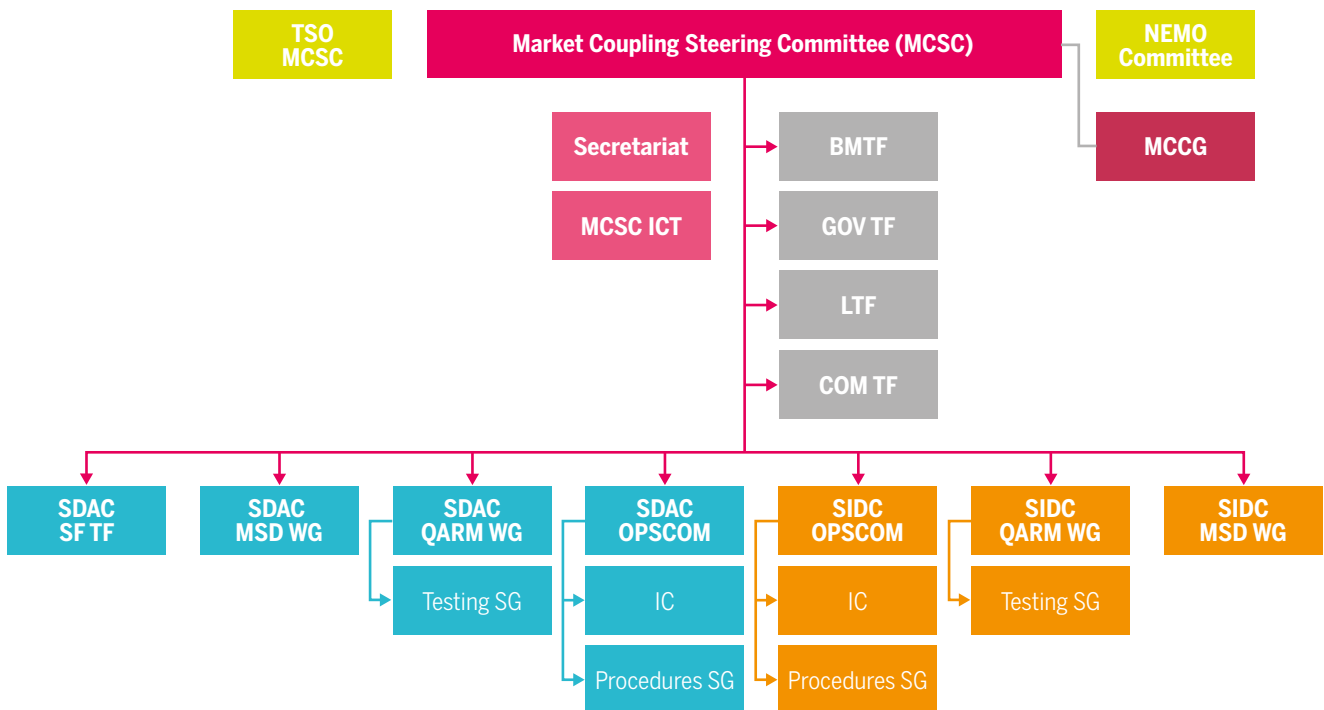 TSO
MCSC
Market Coupling Steering Committee (MCSC)
NEMO
Committee
Secretariat
BMTF
MCCG
MCSC ICT
GOV TF
LTF
COM TF
SDAC
SF TF
SDAC
MSD WG
SDAC
QARM WG
SDAC
OPSCOM
SIDC
OPSCOM
SIDC
QARM WG
SIDC
MSD WG
Testing SG
IC
IC
Testing SG
Procedures SG
Procedures SG